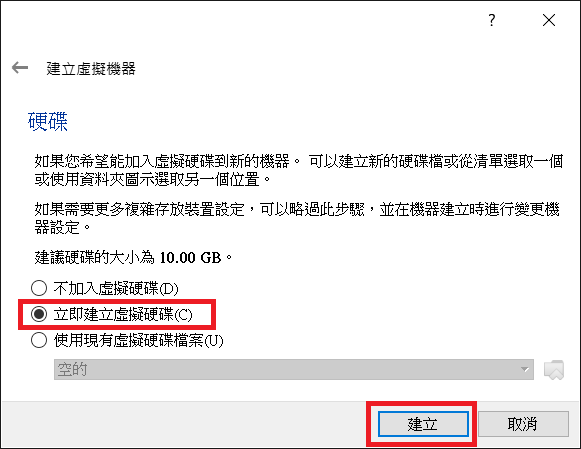 ?
建立虛擬機器
硬碟
如果您希望能加入虛擬硬碟到新的機器。 可以建立新的硬碟檔或從清單選取一個
或使用資料夾圖示選取另一個位置。
如果需要更多複雜存放裝置設定，可以略過此步驟，並在機器建立時進行變更機
器設定。
建議硬碟的大小為 10.00 GB。
不加入虛擬硬碟(D)
立即建立虛擬硬碟(C)
使用現有虛擬硬碟檔案(U)
空的
建立 取消